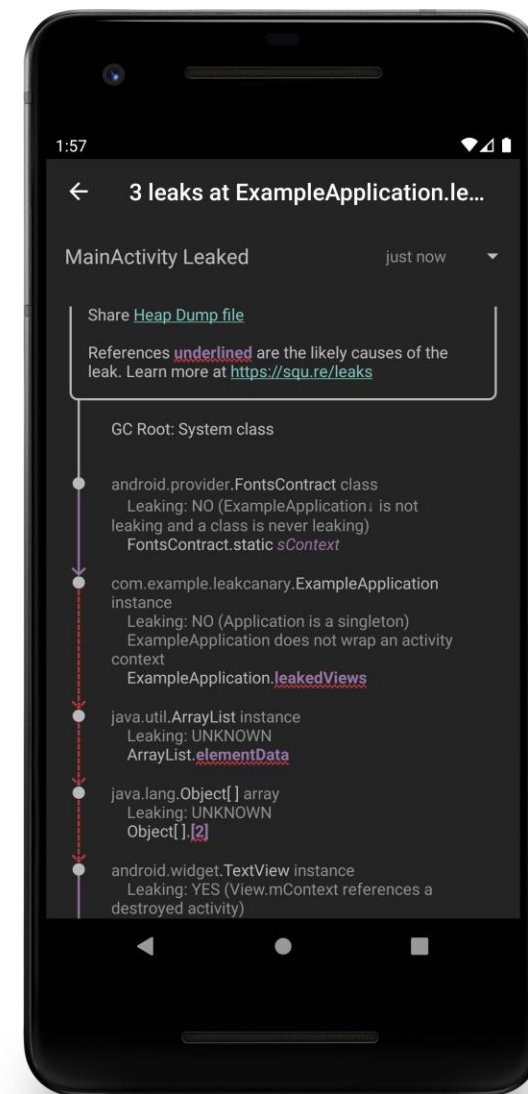 1:57
3 leaks at ExampleApplication.le...
MainActivity Leaked just now
Share Heap Dump file
References underlined are the likely causes of the
leak. Learn more at https://squ.re/leaks
GC Root: System class
android.provider.FontsContract class
Leaking: NO (ExampleApplication↓ is not
leaking and a class is never leaking)
FontsContract.static sContext
com.example.leakcanary.ExampleApplication
instance
Leaking: NO (Application is a singleton)
ExampleApplication does not wrap an activity
context
ExampleApplication.leakedViews
java.util.ArrayList instance
Leaking: UNKNOWN
ArrayList.elementData
java.lang.Object[] array
Leaking: UNKNOWN
Object[].[2]
android.widget.TextView instance
Leaking: YES (View.mContext references a
destroyed activity)